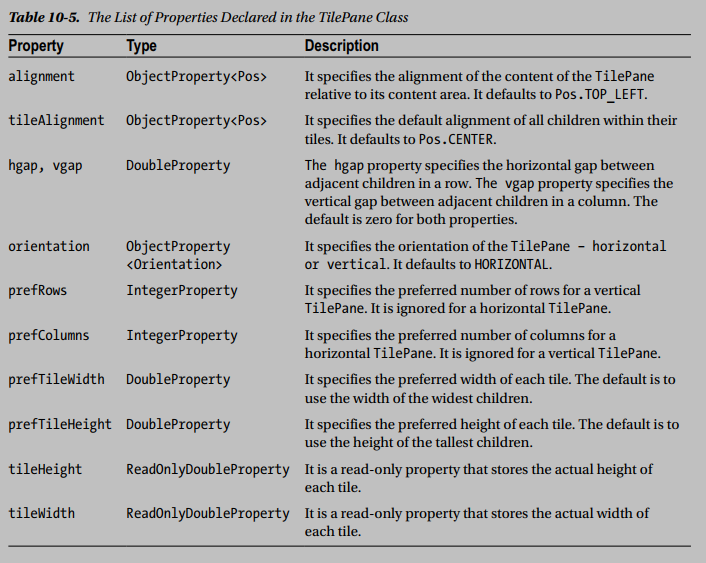 Table 10-5. The List of Properties Declared in the TilePane Class
Property Type Description
alignment ObjectProperty<Pos> It specifies the alignment of the content of the TilePane
relative to its content area. It defaults to Pos.TOP_LEFT.
tileAlignment ObjectProperty<Pos> It specifies the default alignment of all children within their
tiles. It defaults to Pos.CENTER.
hgap, vgap DoubleProperty The hgap property specifies the horizontal gap between
adjacent children in a row. The vgap property specifies the
vertical gap between adjacent children in a column. The
default is zero for both properties.
orientation ObjectProperty It specifies the orientation of the TilePane – horizontal
<Orientation> or vertical. It defaults to HORIZONTAL.
prefRows IntegerProperty It specifies the preferred number of rows for a vertical
TilePane. It is ignored for a horizontal TilePane.
prefColumns IntegerProperty It specifies the preferred number of columns for a
horizontal TilePane. It is ignored for a vertical TilePane.
prefTileWidth DoubleProperty It specifies the preferred width of each tile. The default is to
use the width of the widest children.
prefTileHeight DoubleProperty It specifies the preferred height of each tile. The default is to
use the height of the tallest children.
tileHeight ReadOnlyDoubleProperty It is a read-only property that stores the actual height of
each tile.
tileWidth ReadOnlyDoubleProperty It is a read-only property that stores the actual width of
each tile.